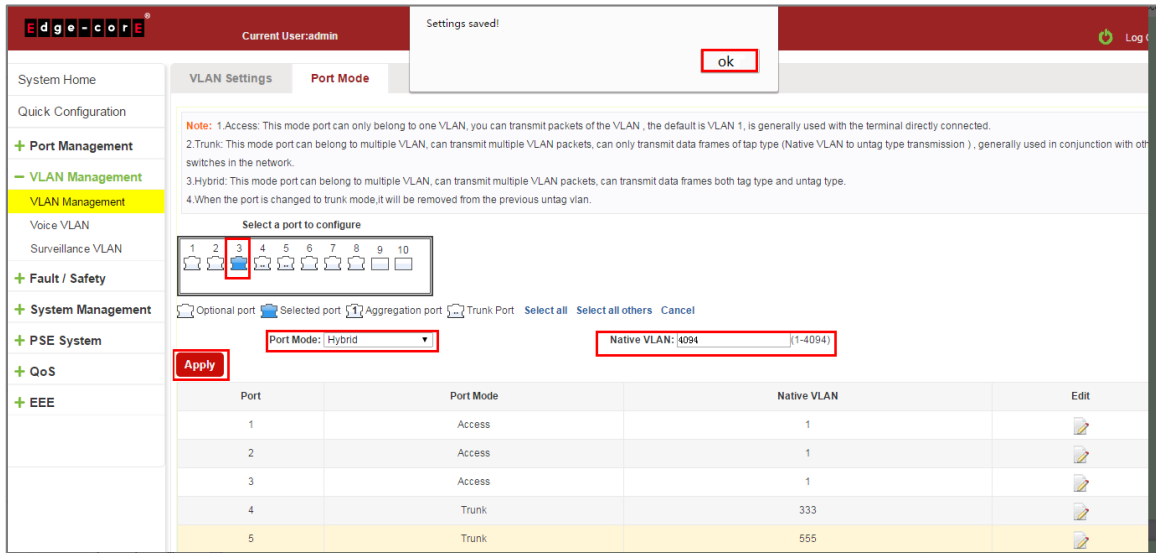 Edge-corE®
Current User:admin
Settings saved!
ok
System Home
Quick Configuration
+ Port Management
− VLAN Management
VLAN Management
Voice VLAN
Surveillance VLAN
+ Fault / Safety
+ System Management
+ PSE System
+ QoS
+ EEE
VLAN Settings Port Mode
Note: 1.Access: This mode port can only belong to one VLAN, you can transmit packets of the VLAN , the default is VLAN 1, is generally used with the terminal directly connected.
2.Trunk: This mode port can belong to multiple VLAN, can transmit multiple VLAN packets, can only transmit data frames of tap type (Native VLAN to untag type transmission ) , generally used in conjunction with
switches in the network.
3.Hybrid: This mode port can belong to multiple VLAN, can transmit multiple VLAN packets, can transmit data frames both tag type and untag type.
4.When the port is changed to trunk mode,it will be removed from the previous untag vlan.
Select a port to configure
1 2 3 4 5 6 7 8 9 10
Optional port Selected port 1 Aggregation port Trunk Port Select all Select all others Cancel
Port Mode: Hybrid Native VLAN: 4094 (1-4094)
Apply
Port Port Mode Native VLAN Edit
1 Access 1
2 Access 1
3 Access 1
4 Trunk 333
5 Trunk 555